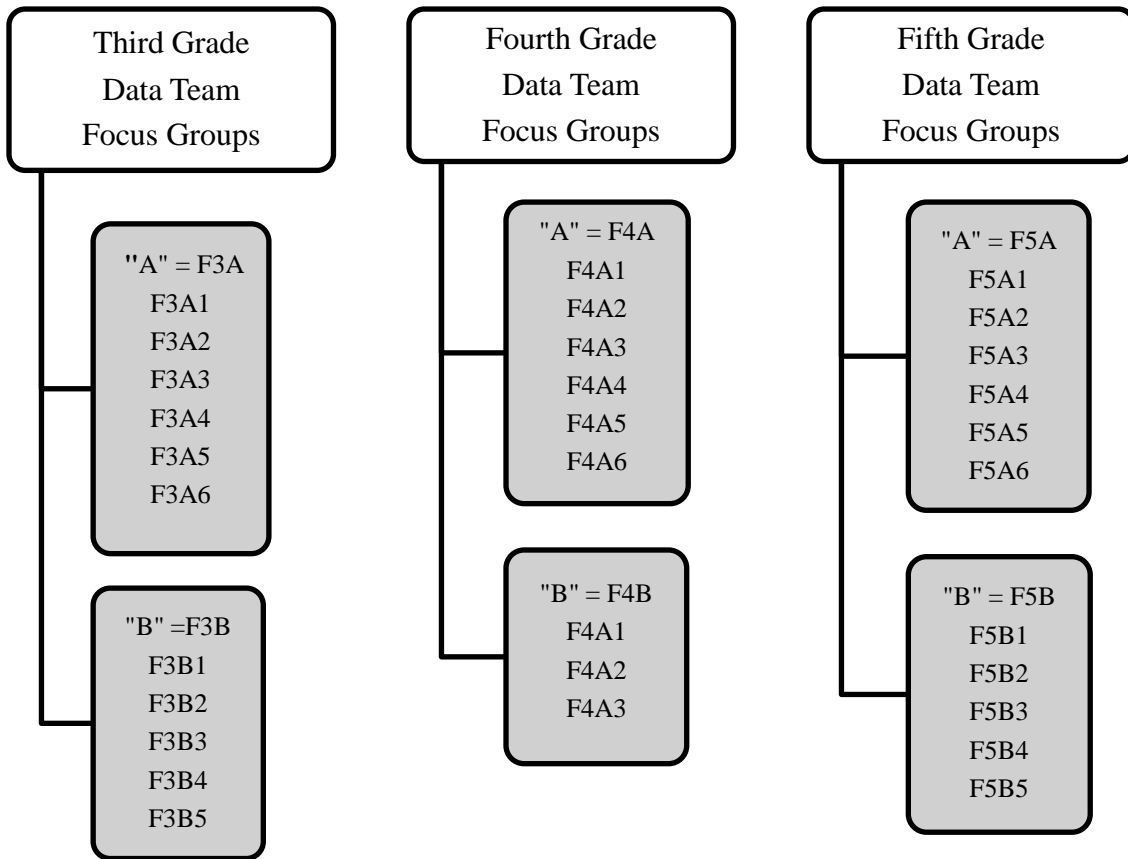 Third Grade
Data Team
Focus Groups
"A" = F3A
F3A1
F3A2
F3A3
F3A4
F3A5
F3A6
"B" =F3B
F3B1
F3B2
F3B3
F3B4
F3B5
Fourth Grade
Data Team
Focus Groups
"A" = F4A
F4A1
F4A2
F4A3
F4A4
F4A5
F4A6
"B" = F4B
F4A1
F4A2
F4A3
Fifth Grade
Data Team
Focus Groups
"A" = F5A
F5A1
F5A2
F5A3
F5A4
F5A5
F5A6
"B" = F5B
F5B1
F5B2
F5B3
F5B4
F5B5